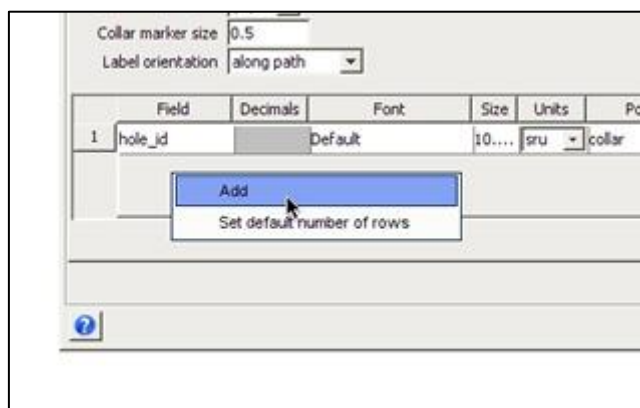 Collar marker size 0.5
Label orientation along path
Field Decimals Font Size Units
1 hole_id Default 10.... sru collar
Add
Set default number of rows
?